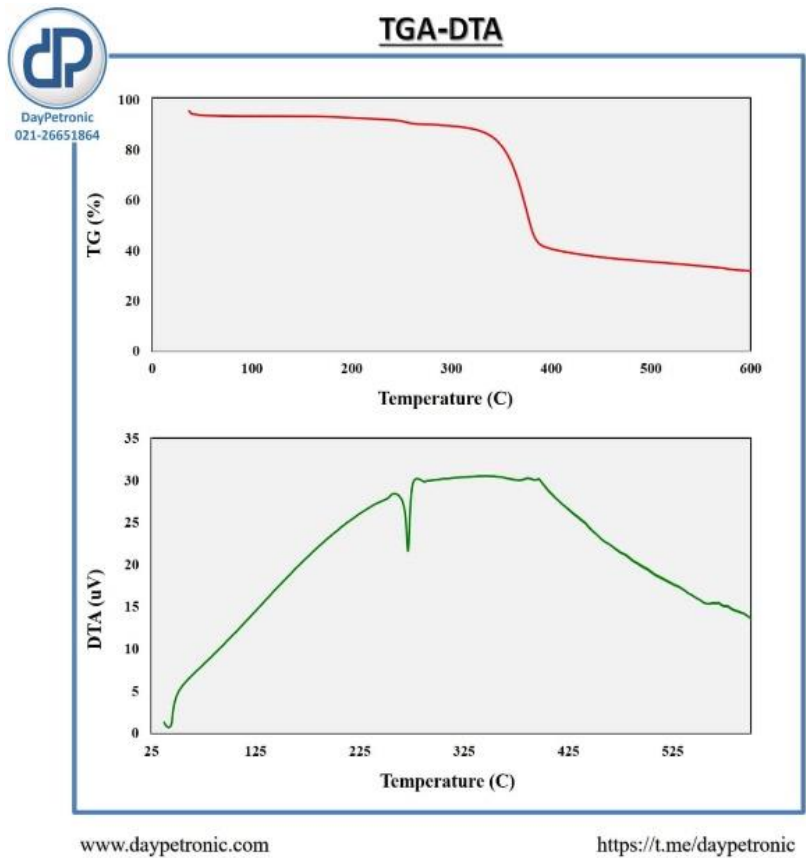 TGA-DTA
dP
DayPetronic
021-26651864
100
80
60
40
20
0
TG (%)
0 100 200 300 400 500 600
Temperature (C)
35
30
25
20
15
10
5
0
DTA (uV)
25 125 225 325 425 525
Temperature (C)
www.daypetronic.com https://t.me/daypetronic